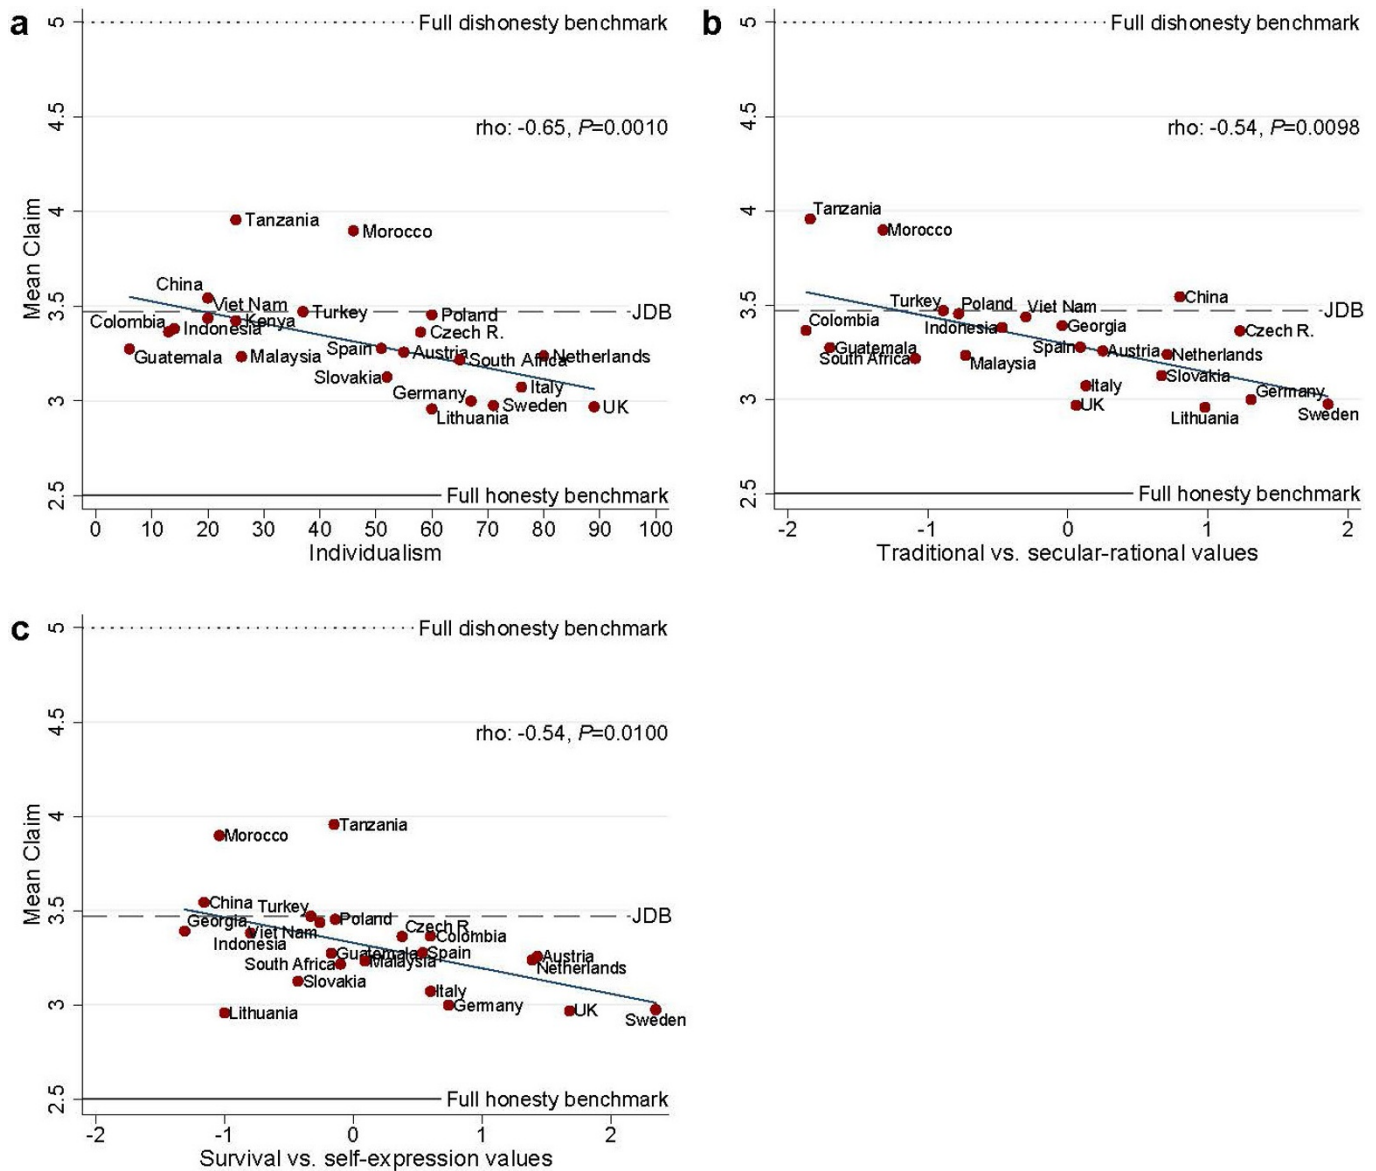 a
5
Full dishonesty benchmark
4.5
rho: -0.65, P=0.0010
Mean Claim
4
Tanzania
Morocco
China
3.5
Viet Nam
Turkey
Poland
JDB
Colombia
Indonesia
Kenya
Czech R.
Guatemala
Malaysia
Spain
Austria
South Africa
Netherlands
Slovakia
Germany
Italy
3
Sweden
UK
Lithuania
2.5
Full honesty benchmark
0 10 20 30 40 50 60 70 80 90 100
Individualism
b
5
Full dishonesty benchmark
4.5
rho: -0.54, P=0.0098
4
Tanzania
Morocco
3.5
Turkey
Poland
Viet Nam
China
JDB
Colombia
Indonesia
Georgia
Czech R.
Guatemala
South Africa
Malaysia
Spain
Austria
Netherlands
Slovakia
Italy
3
UK
Germany
Lithuania
Sweden
2.5
Full honesty benchmark
-2 -1 0 1 2
Traditional vs. secular-rational values
c
5
Full dishonesty benchmark
4.5
rho: -0.54, P=0.0100
Mean Claim
4
Tanzania
Morocco
China
Turkey
3.5
Georgia
Poland
JDB
Viet Nam
Czech R
Colombia
Indonesia
Guatemala
Spain
Austria
South Africa
Malaysia
Netherlands
Slovakia
Italy
3
Lithuania
Germany
UK
Sweden
2.5
Full honesty benchmark
-2 -1 0 1 2
Survival vs. self-expression values